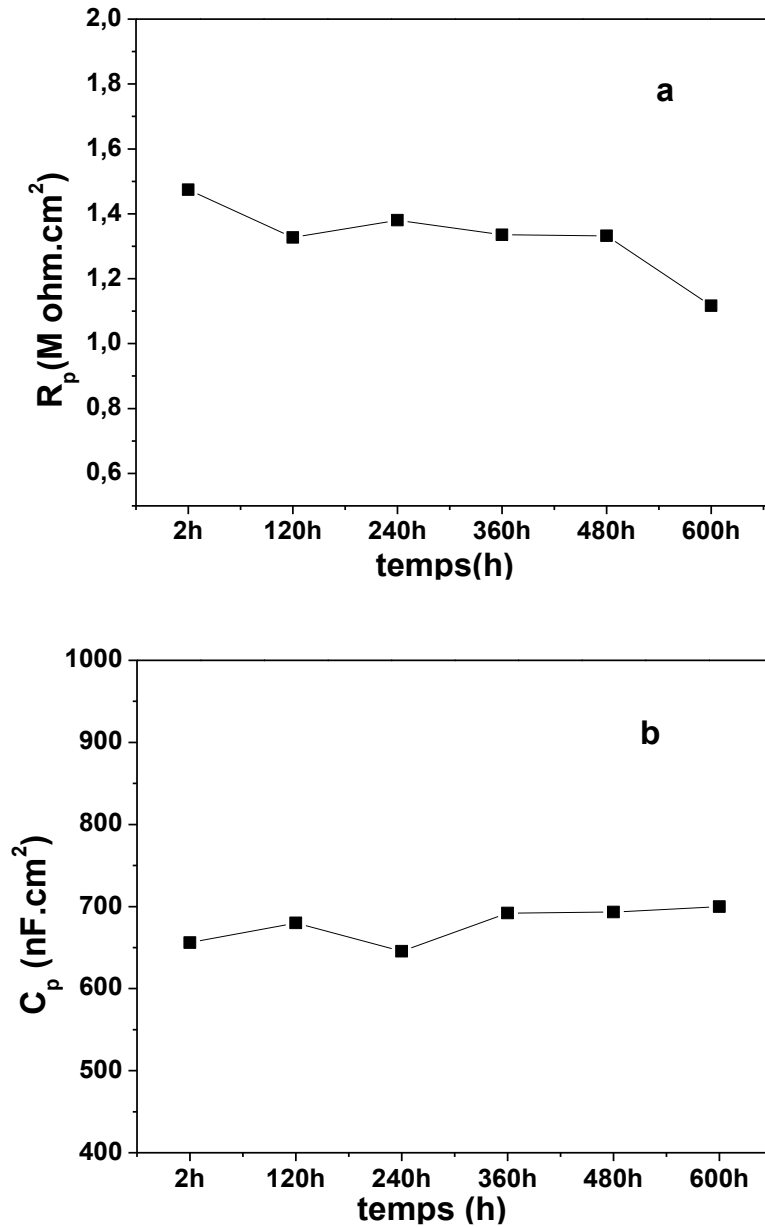 2,0
1,8
1,6
1,4
1,2
1,0
0,8
0,6
R_p(M ohm.cm²)
a
2h 120h 240h 360h 480h 600h
temps(h)
1000
900
800
700
600
500
400
C_p (nF.cm²)
b
2h 120h 240h 360h 480h 600h
temps (h)